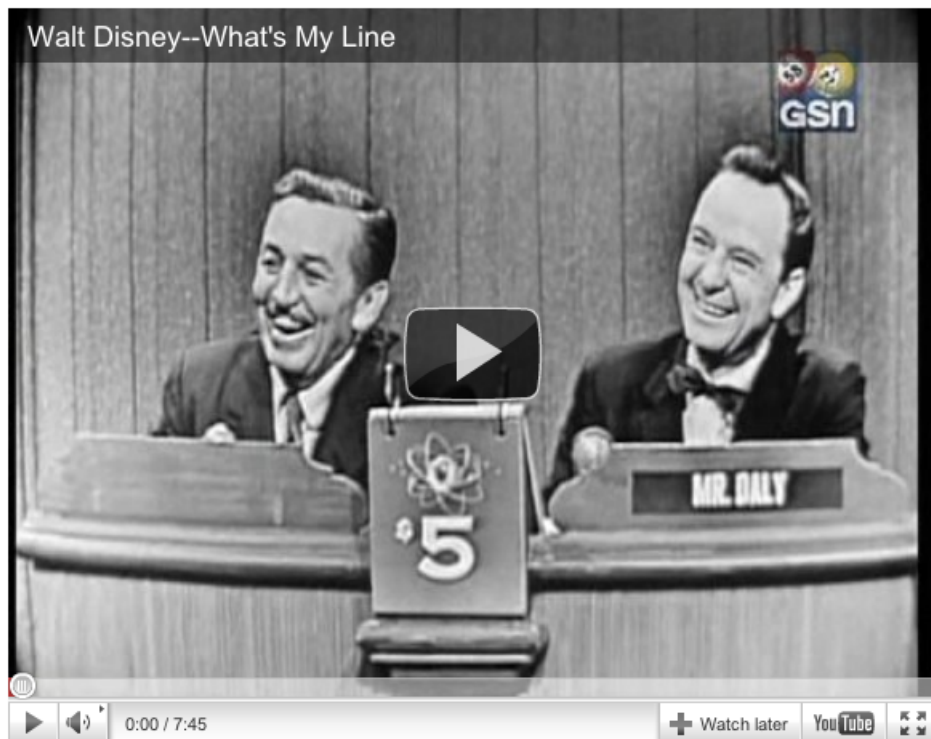 Walt Disney--What's My Line
GSN
MR. DALY
$5
0:00 / 7:45
Watch later
YouTube